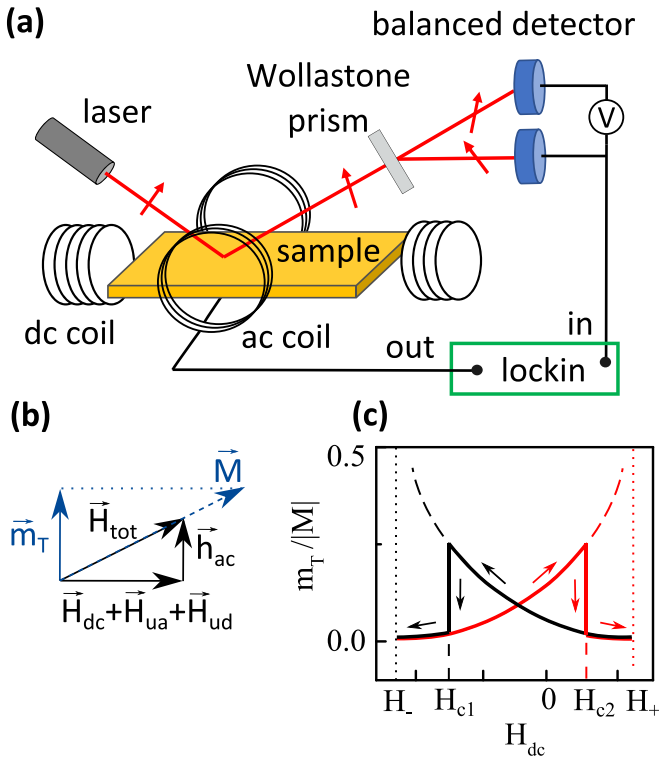 (a)
balanced detector
Wollastone
prism
laser
V
sample
dc coil
ac coil
in
out
lockin
(b)
M
H_tot
m_T
h_ac
H_dc+H_ua+H_ud
(c)
0.5
m_T/|M|
0.0
H_- H_c1 0 H_c2 H_+
H_dc